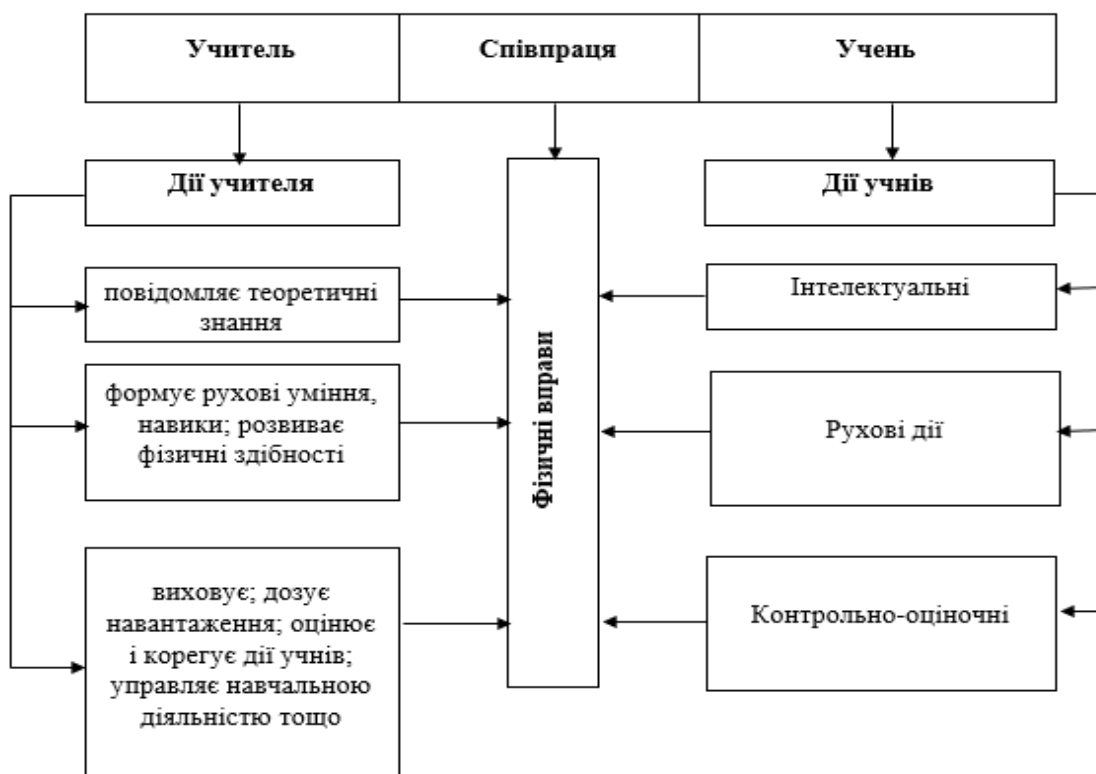 Учитель
Співпраця
Учень
Дії учителя
Дії учнів
повідомляє теоретичні
знання
Інтелектуальні
формує рухові уміння,
навики; розвиває
фізичні здібності
Фізичні вправи
Рухові дії
виховує; дозує
навантаження; оцінює
і корегує дії учнів;
управляє навчальною
діяльністю тощо
Контрольно-оціночні